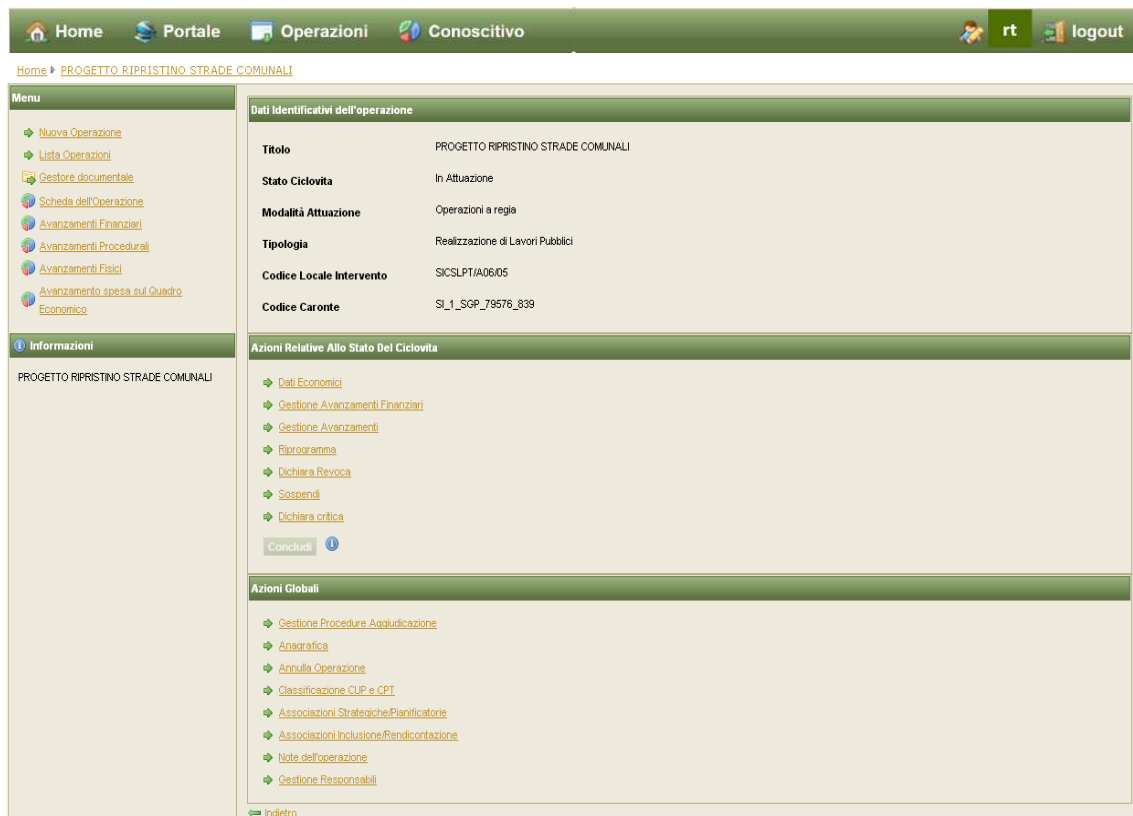 Home Portale Operazioni Conoscitivo rt logout
Home PROGETTO RIPRISTINO STRADE COMUNALI
Menu
Nuova Operazione
Lista Operazioni
Gestore documentale
Scheda dell'Operazione
Avanzamenti Finanziari
Avanzamenti Procedurali
Avanzamenti Fisici
Avanzamento spesa sul Quadro
Economico
Informazioni
PROGETTO RIPRISTINO STRADE COMUNALI
Dati Identificativi dell'operazione
Titolo PROGETTO RIPRISTINO STRADE COMUNALI
Stato Ciclovita In Attuazione
Modalità Attuazione Operazioni a regia
Tipologia Realizzazione di Lavori Pubblici
Codice Locale Intervento SICSLPT/A06/05
Codice Caronte SI_1_SGP_79576_839
Azioni Relative Allo Stato Del Ciclovita
Dati Economici
Gestione Avanzamenti Finanziari
Gestione Avanzamenti
Riprogramma
Dichiara Revoca
Sospendi
Dichiara critica
Concludi
Azioni Globali
Gestione Procedure Aggiudicazione
Anagrafica
Annulla Operazione
Classificazione CUP e CPT
Associazioni Strategiche/Pianificatorie
Associazioni Inclusione/Rendicontazione
Note dell'operazione
Gestione Responsabili
Indietro